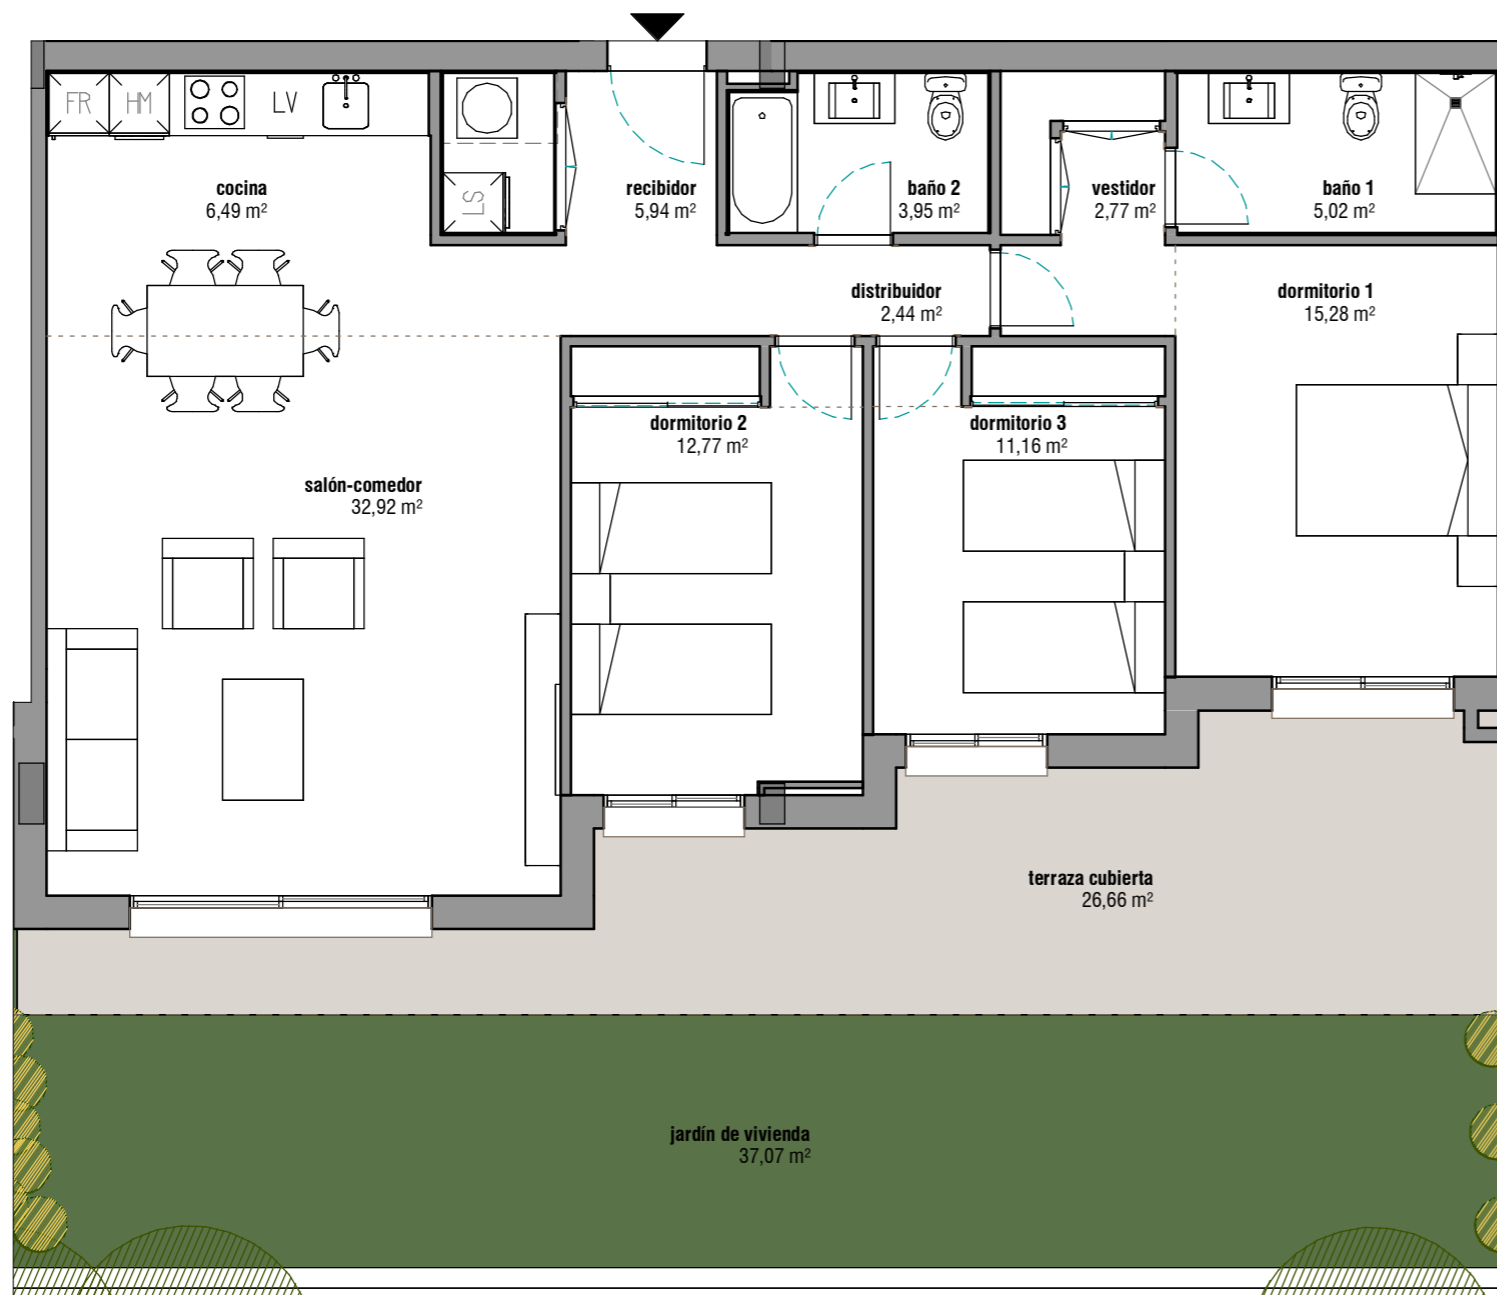 FR
HM
LV
LS
cocina
6,49 m²
recibidor
5,94 m²
baño 2
3,95 m²
vestidor
2,77 m²
baño 1
5,02 m²
distribuidor
2,44 m²
dormitorio 1
15,28 m²
dormitorio 2
12,77 m²
dormitorio 3
11,16 m²
salón-comedor
32,92 m²
terraza cubierta
26,66 m²
jardín de vivienda
37,07 m²